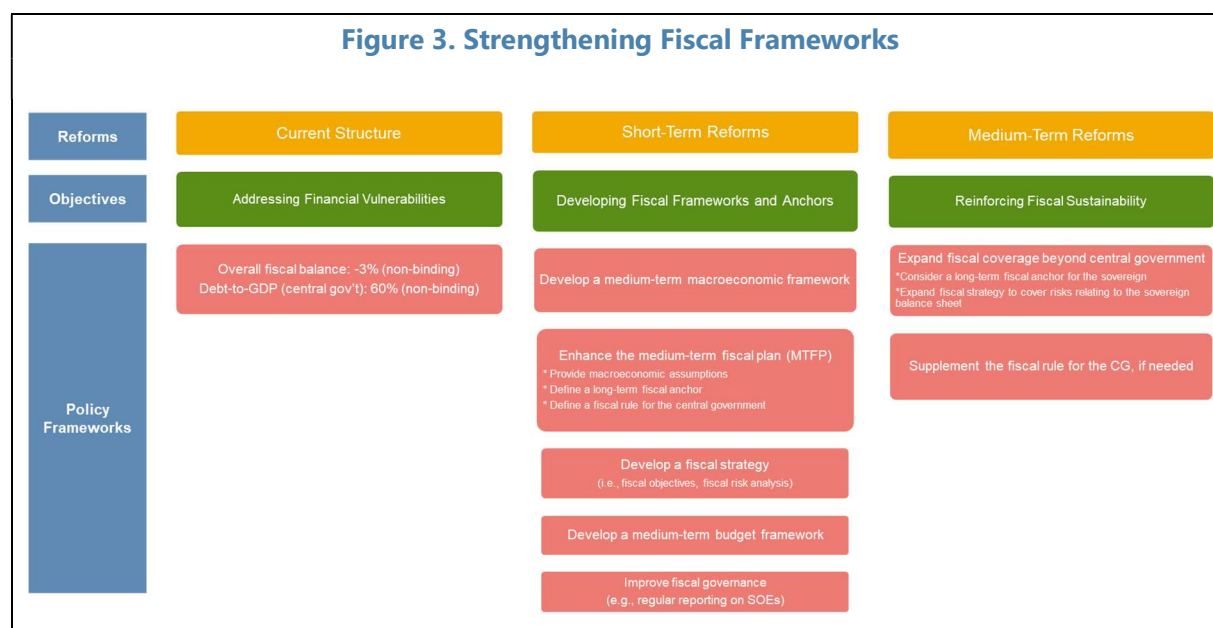 Figure 3. Strengthening Fiscal Frameworks
Reforms
Current Structure
Short-Term Reforms
Medium-Term Reforms
Objectives
Addressing Financial Vulnerabilities
Developing Fiscal Frameworks and Anchors
Reinforcing Fiscal Sustainability
Policy
Frameworks
Overall fiscal balance: -3% (non-binding)
Debt-to-GDP (central gov't): 60% (non-binding)
Develop a medium-term macroeconomic framework
Enhance the medium-term fiscal plan (MTFP)
* Provide macroeconomic assumptions
* Define a long-term fiscal anchor
* Define a fiscal rule for the central government
Develop a fiscal strategy
(i.e., fiscal objectives, fiscal risk analysis)
Develop a medium-term budget framework
Improve fiscal governance
(e.g., regular reporting on SOEs)
Expand fiscal coverage beyond central government
*Consider a long-term fiscal anchor for the sovereign
*Expand fiscal strategy to cover risks relating to the sovereign
balance sheet
Supplement the fiscal rule for the CG, if needed